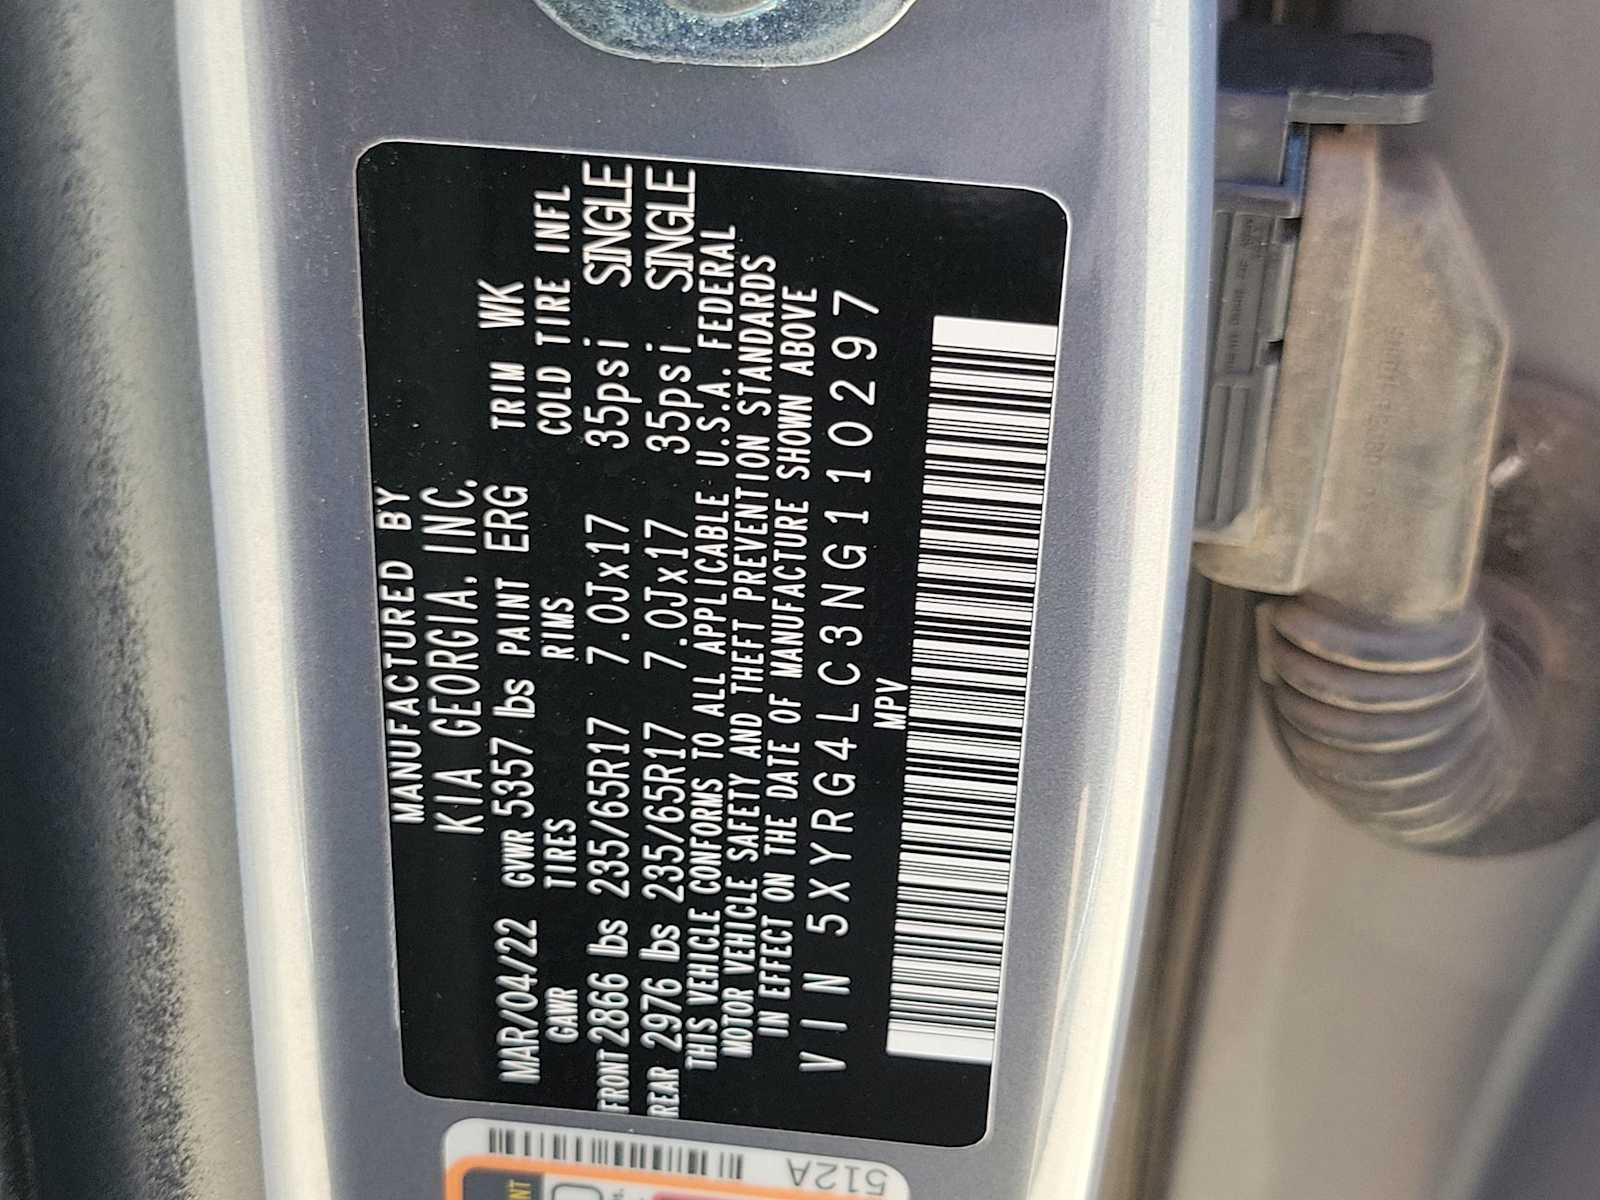 MANUFACTURED BY
KIA GEORGIA. INC.
MAR/04/22 GVWR 5357 lbs PAINT ERG TRIM WK
GAWR TIRES RIMS COLD TIRE INFL
FRONT 2866 lbs 235/65R17 7.0Jx17 35psi SINGLE
REAR 2976 lbs 235/65R17 7.0Jx17 35psi SINGLE
THIS VEHICLE CONFORMS TO ALL APPLICABLE U.S.A. FEDERAL
MOTOR VEHICLE SAFETY AND THEFT PREVENTION STANDARDS
IN EFFECT ON THE DATE OF MANUFACTURE SHOWN ABOVE
VIN 5XYRG4LC3NG110297
MPV
512A